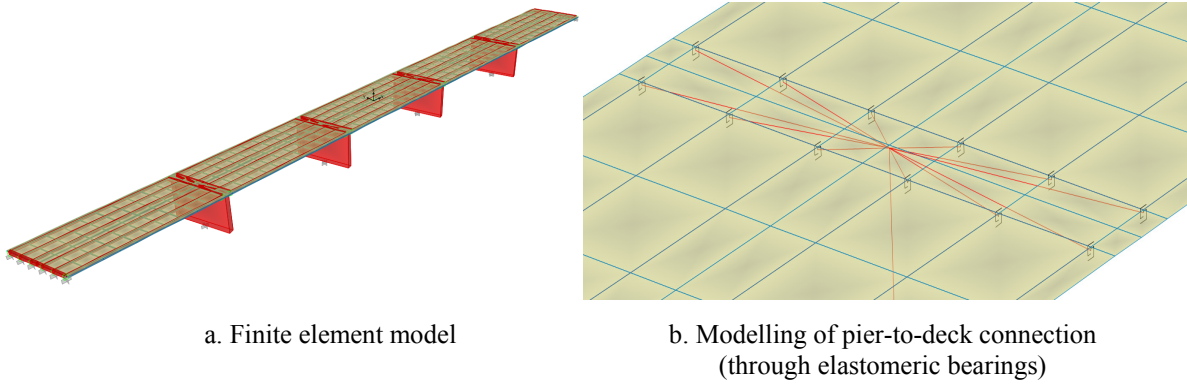 a. Finite element model
b. Modelling of pier-to-deck connection
(through elastomeric bearings)